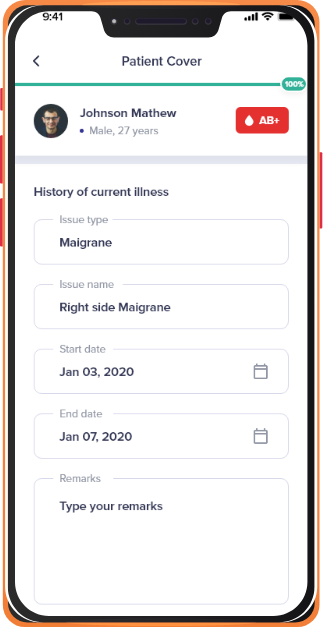 9:41
Patient Cover
100%
Johnson Mathew
Male, 27 years
AB+
History of current illness
Issue type
Maigrane
Issue name
Right side Maigrane
Start date
Jan 03, 2020
End date
Jan 07, 2020
Remarks
Type your remarks